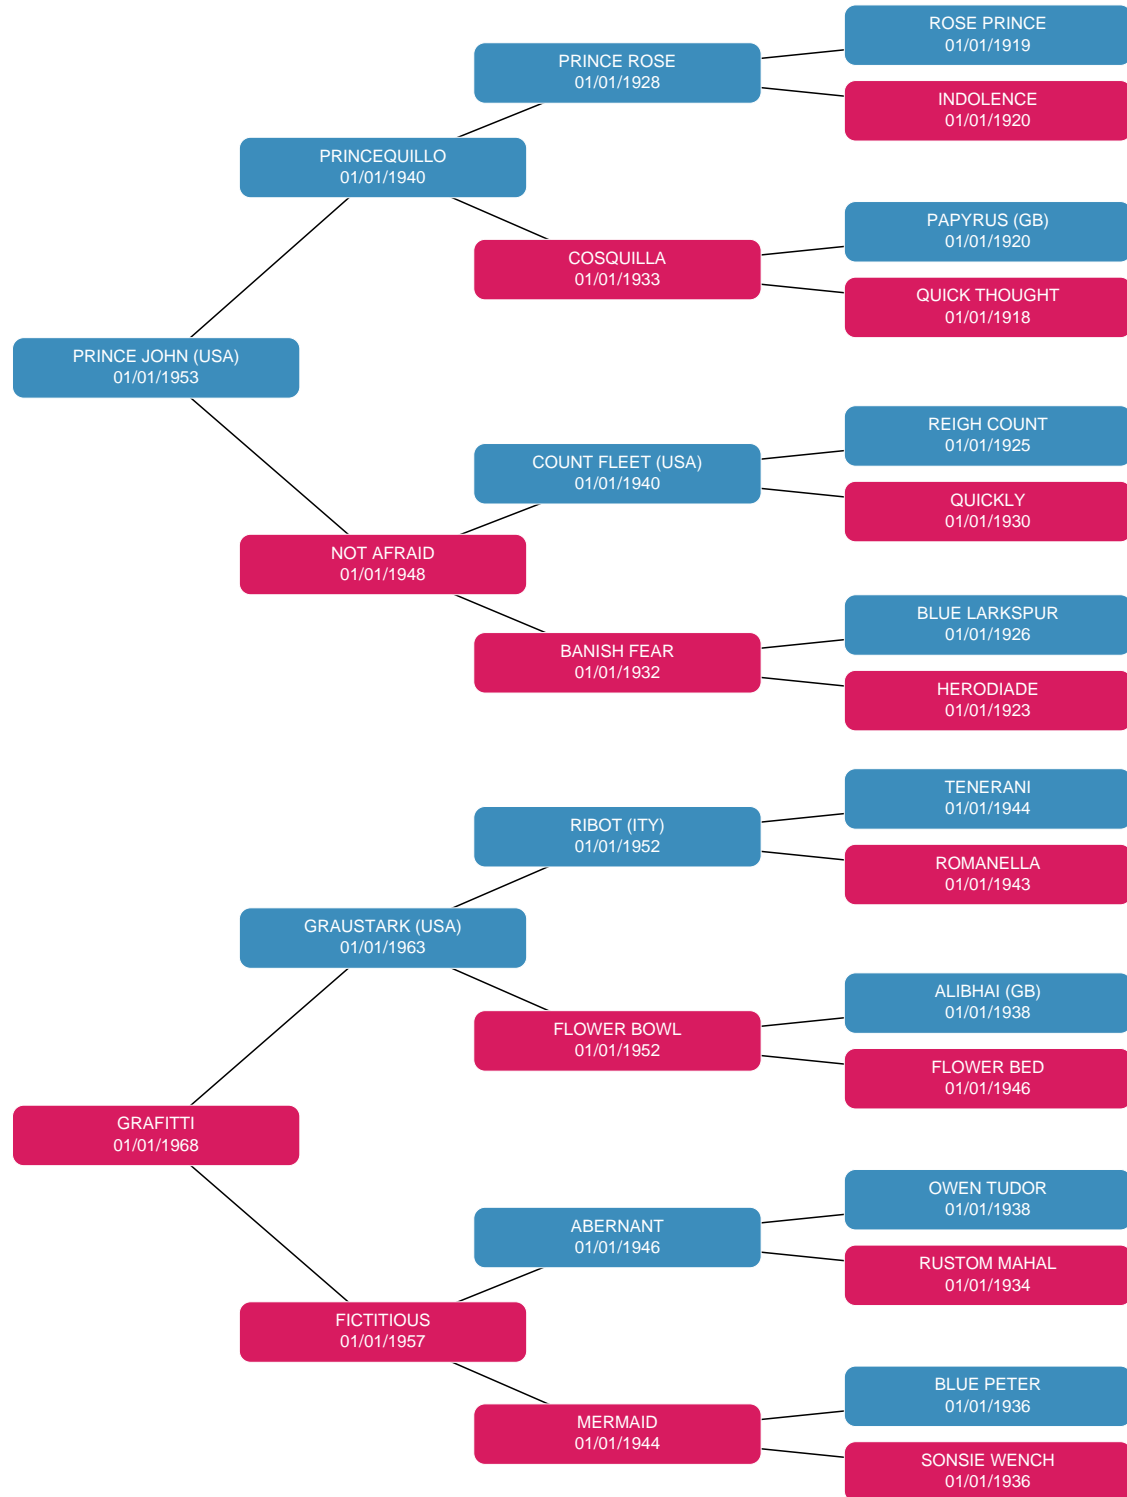 ROSE PRINCE
01/01/1919
PRINCE ROSE
01/01/1928
INDOLENCE
01/01/1920
PRINCEQUILLO
01/01/1940
PAPYRUS (GB)
01/01/1920
COSQUILLA
01/01/1933
QUICK THOUGHT
01/01/1918
PRINCE JOHN (USA)
01/01/1953
REIGH COUNT
01/01/1925
COUNT FLEET (USA)
01/01/1940
QUICKLY
01/01/1930
NOT AFRAID
01/01/1948
BLUE LARKSPUR
01/01/1926
BANISH FEAR
01/01/1932
HERODIADE
01/01/1923
TENERANI
01/01/1944
RIBOT (ITY)
01/01/1952
ROMANELLA
01/01/1943
GRAUSTARK (USA)
01/01/1963
ALIBHAI (GB)
01/01/1938
FLOWER BOWL
01/01/1952
FLOWER BED
01/01/1946
GRAFITTI
01/01/1968
OWEN TUDOR
01/01/1938
ABERNANT
01/01/1946
RUSTOM MAHAL
01/01/1934
FICTITIOUS
01/01/1957
BLUE PETER
01/01/1936
MERMAID
01/01/1944
SONSIE WENCH
01/01/1936